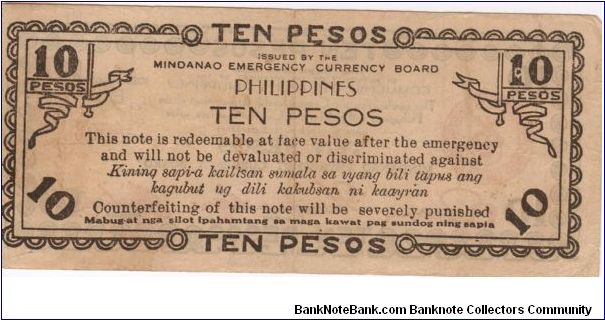 TEN PESOS
ISSUED BY THE
MINDANAO EMERGENCY CURRENCY BOARD
10 PESOS
10 PESOS
PHILIPPINES
TEN PESOS
This note is redeemable at face value after the emergency
and will not be devaluated or discriminated against
Kining sapi-a kailisan sumala sa vyang bili tapus ang
kagubut ug dili kakubsan ni kaayran
10
10
Counterfeiting of this note will be severely punished
Mabug-at nga silot ipahamtang sa maga kawat pag sundog ning sapia
TEN PESOS
BankNoteBank.com Banknote Collectors Community